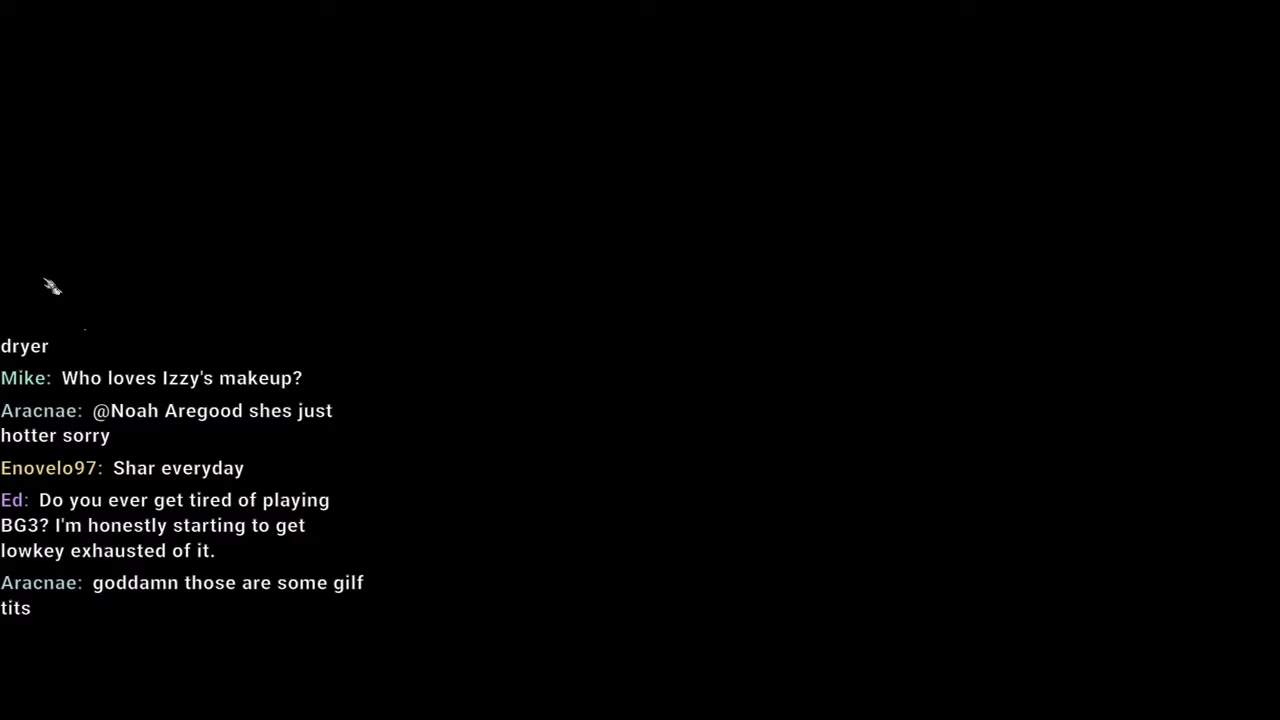 dryer
Mike: Who loves Izzy's makeup?
Aracnae: @Noah Aregood shes just
hotter sorry
Enovelo97: Shar everyday
Ed: Do you ever get tired of playing
BG3? I'm honestly starting to get
lowkey exhausted of it.
Aracnae: goddamn those are some gilf
tits